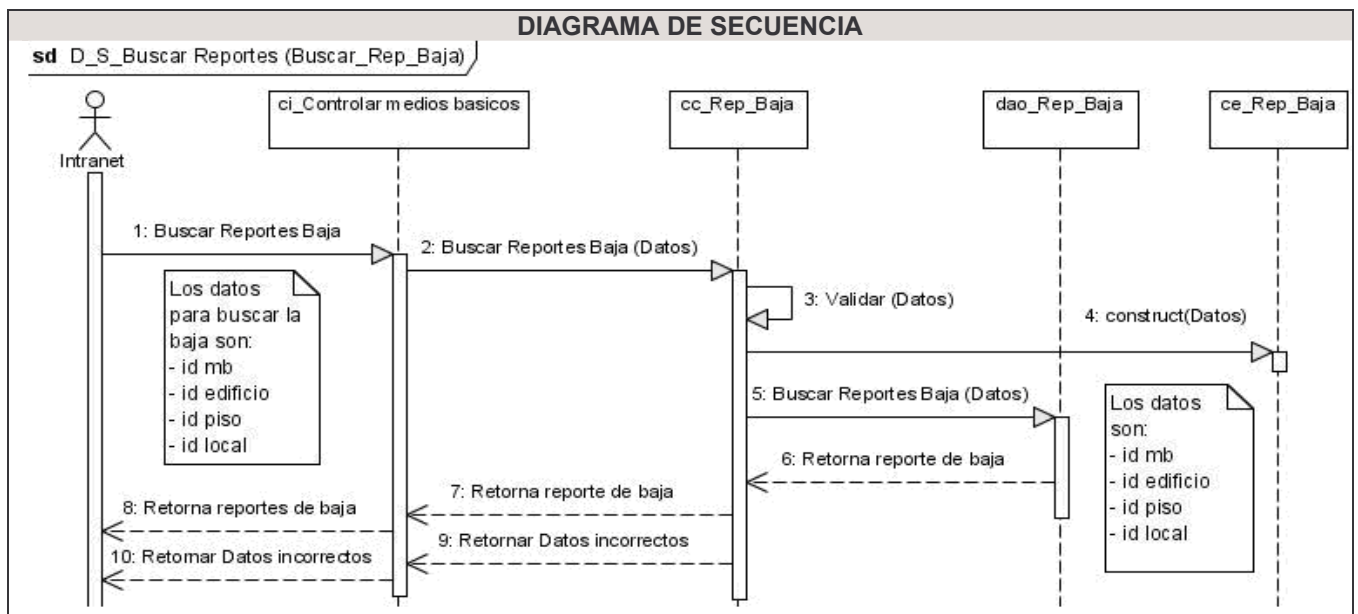 DIAGRAMA DE SECUENCIA
sd D_S_Buscar Reportes (Buscar_Rep_Baja)
Intranet
ci_Controlar medios basicos
cc_Rep_Baja
dao_Rep_Baja
ce_Rep_Baja
1: Buscar Reportes Baja
2: Buscar Reportes Baja (Datos)
Los datos
para buscar la
baja son:
- id mb
- id edificio
- id piso
- id local
3: Validar (Datos)
4: construct(Datos)
5: Buscar Reportes Baja (Datos)
Los datos
son:
- id mb
- id edificio
- id piso
- id local
6: Retorna reporte de baja
7: Retorna reporte de baja
8: Retorna reportes de baja
9: Retornar Datos incorrectos
10: Retornar Datos incorrectos